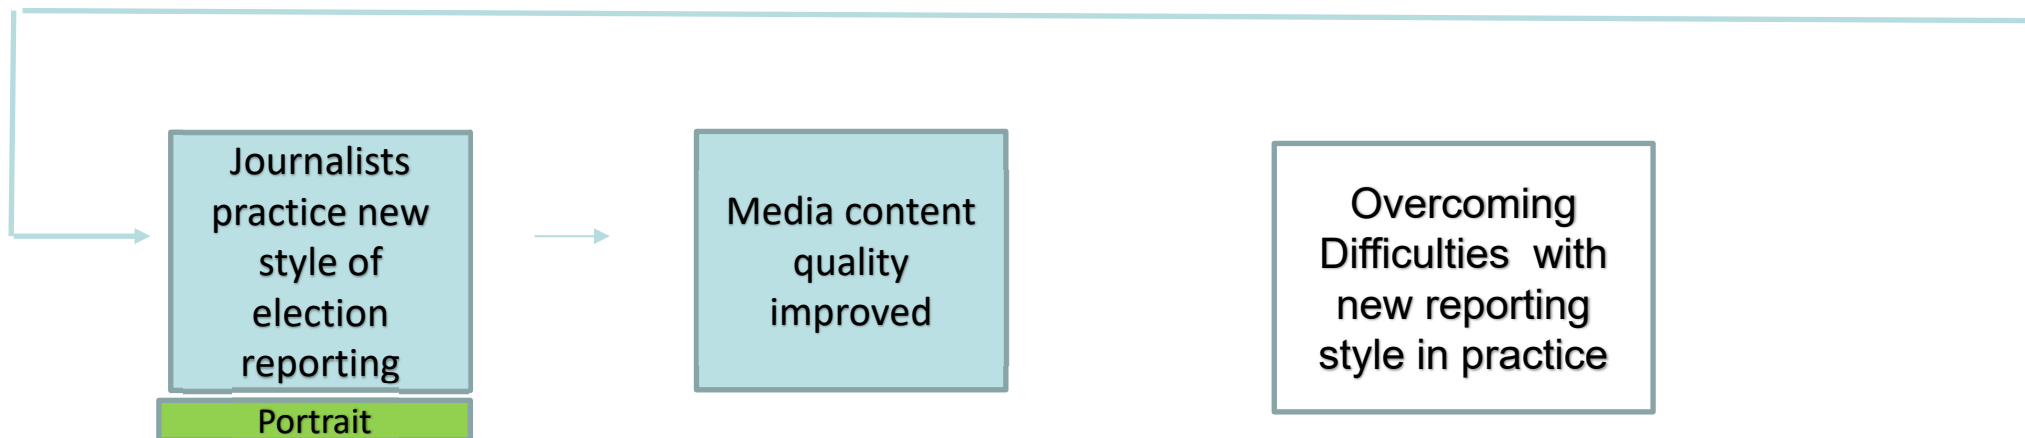 Journalists
practice new
style of
election
reporting
Portrait
Media content
quality
improved
Overcoming
Difficulties  with
new reporting
style in practice